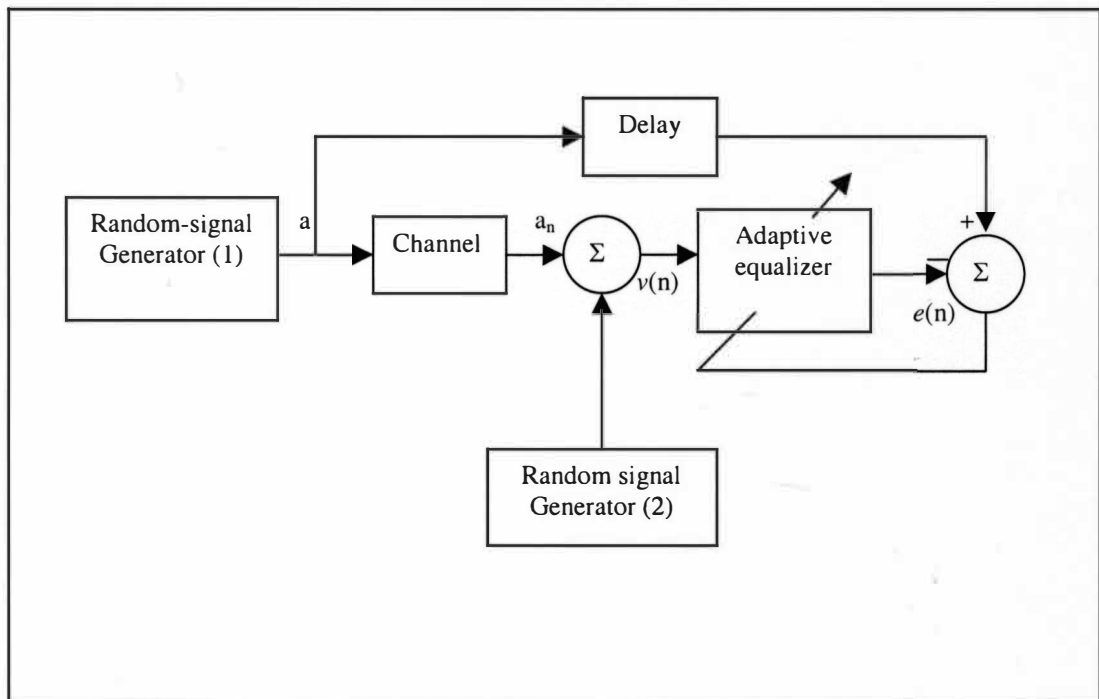 Delay
Random-signal
Generator (1)
a
Channel
aₙ
Σ
v(n)
Adaptive
equalizer
+
−
Σ
e(n)
Random signal
Generator (2)